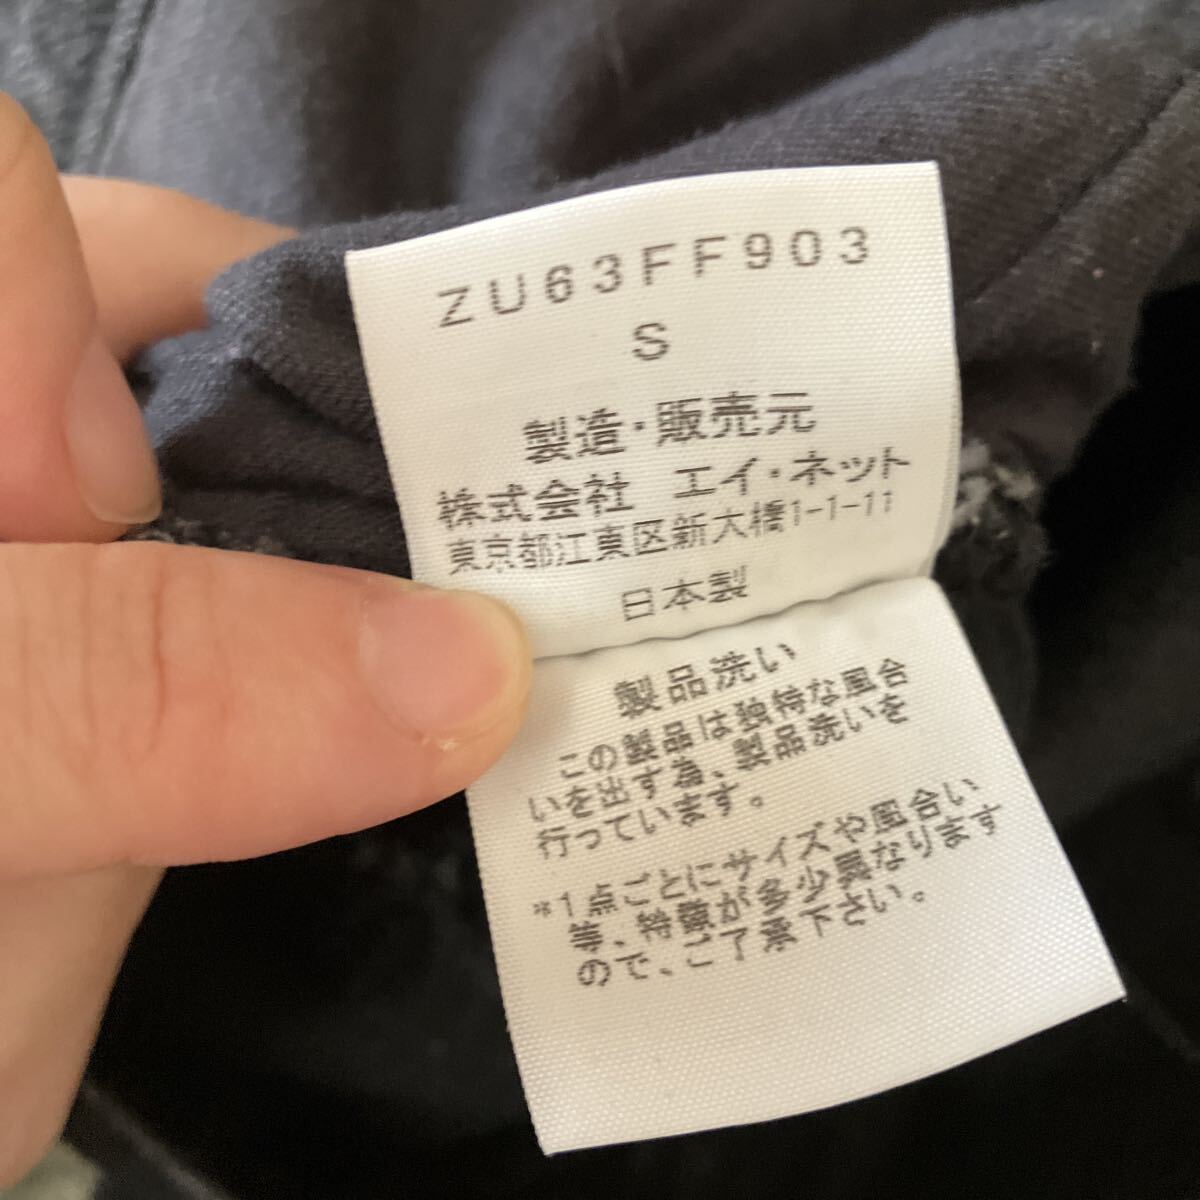 ZU63FF903
S
製造・販売元
株式会社 エイ・ネット
東京都江東区新大橋1-1-11
日本製
製品洗い
この製品は独特な風合
いを出す為、製品洗いを
行っています。
*1点ごとにサイズや風合い
等、特徴が多少異なります
ので、ご了承下さい。